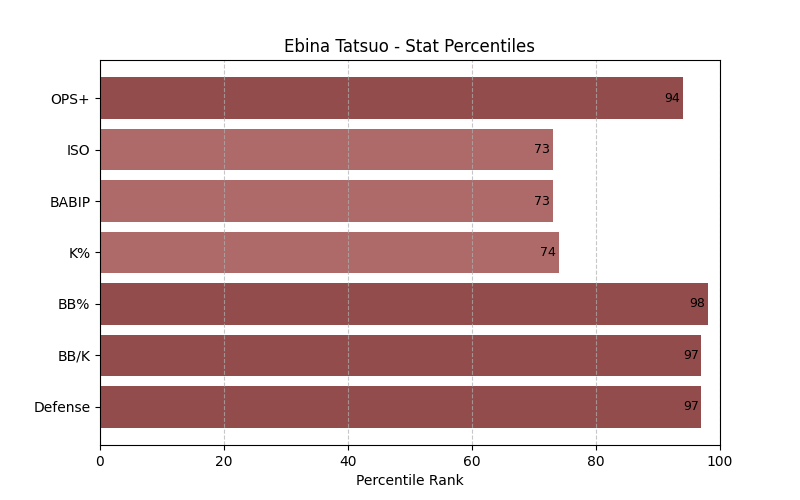 Ebina Tatsuo - Stat Percentiles
OPS+
94
ISO
73
BABIP
73
K%
74
BB%
98
BB/K
97
Defense
97
0 20 40 60 80 100
Percentile Rank